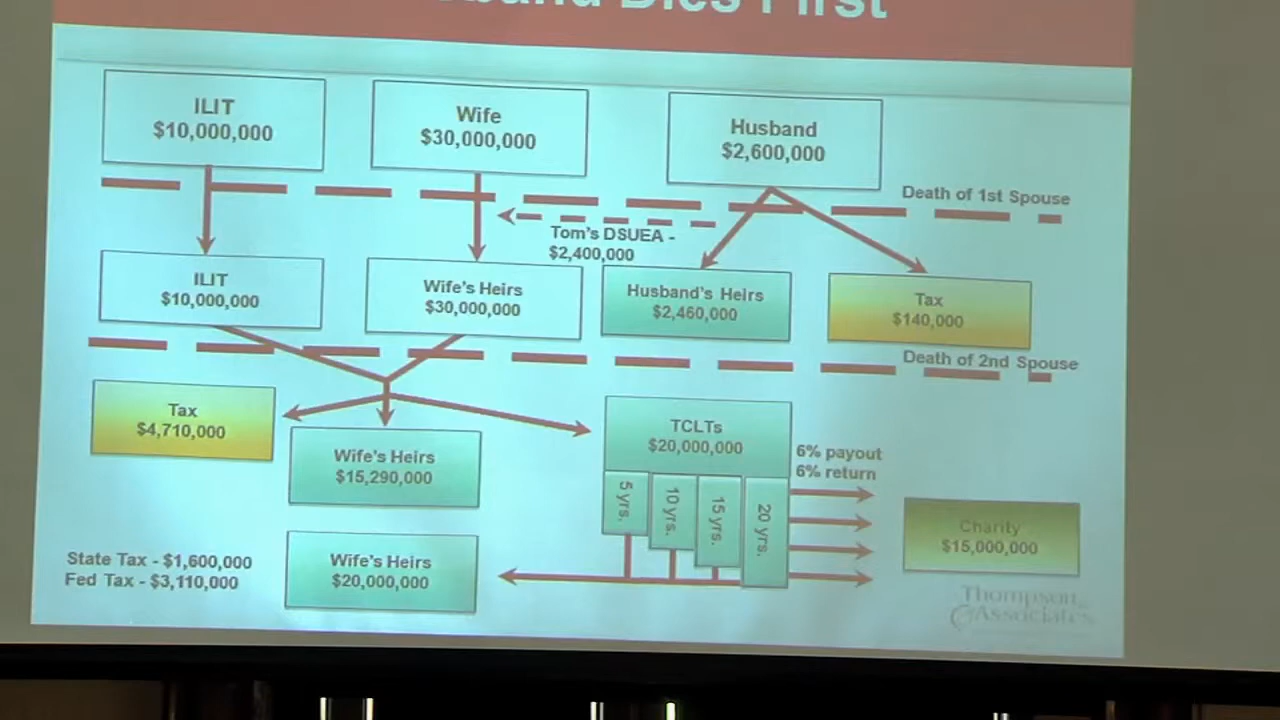 Dies First
ILIT
$10,000,000
Wife
$30,000,000
Husband
$2,600,000
Death of 1st Spouse
Tom's DSUEA -
$2,400,000
ILIT
$10,000,000
Wife's Heirs
$30,000,000
Husband's Heirs
$2,460,000
Tax
$140,000
Death of 2nd Spouse
Tax
$4,710,000
Wife's Heirs
$15,290,000
TCLTs
$20,000,000
6% payout
6% return
5 yrs.
10 yrs.
15 yrs.
20 yrs.
Charity
$15,000,000
State Tax - $1,600,000
Fed Tax - $3,110,000
Wife's Heirs
$20,000,000
Thompson
& Associates